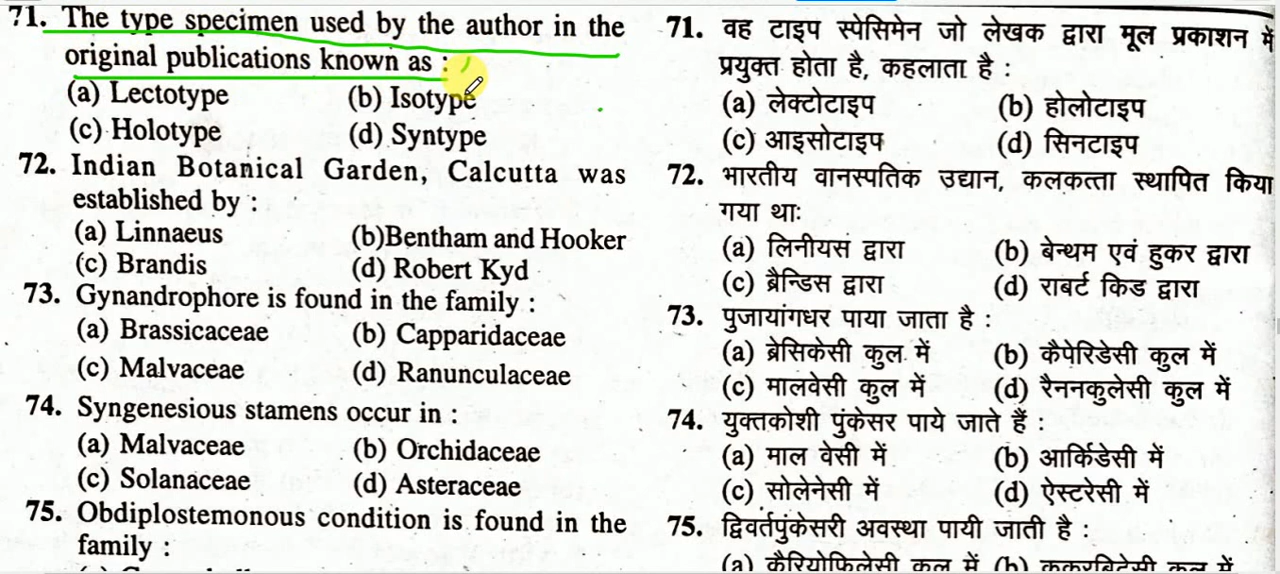 71. The type specimen used by the author in the
original publications known as :
(a) Lectotype (b) Isotype
(c) Holotype (d) Syntype
72. Indian Botanical Garden, Calcutta was
established by :
(a) Linnaeus (b)Bentham and Hooker
(c) Brandis (d) Robert Kyd
73. Gynandrophore is found in the family :
(a) Brassicaceae (b) Capparidaceae
(c) Malvaceae (d) Ranunculaceae
74. Syngenesious stamens occur in :
(a) Malvaceae (b) Orchidaceae
(c) Solanaceae (d) Asteraceae
75. Obdiplostemonous condition is found in the
family :
71. वह टाइप स्पेसिमेन जो लेखक द्वारा मूल प्रकाशन में
प्रयुक्त होता है, कहलाता है :
(a) लेक्टोटाइप (b) होलोटाइप
(c) आइसोटाइप (d) सिनटाइप
72. भारतीय वानस्पतिक उद्यान, कलकत्ता स्थापित किया
गया थाः
(a) लिनीयस द्वारा (b) बेन्थम एवं हुकर द्वारा
(c) ब्रैन्डिस द्वारा (d) राबर्ट किड द्वारा
73. पुजायांगधर पाया जाता है :
(a) ब्रेसिकेसी कुल में (b) कैपेरिडेसी कुल में
(c) मालवेसी कुल में (d) रैननकुलेसी कुल में
74. युक्तकोशी पुंकेसर पाये जाते हैं :
(a) माल वेसी में (b) आर्किडेसी में
(c) सोलेनेसी में (d) ऐस्टरेसी में
75. द्विवर्तपुंकेसरी अवस्था पायी जाती है :
(a) कैरियोफिलेसी कुल में (b) कुकुरबिटेसी कुल में